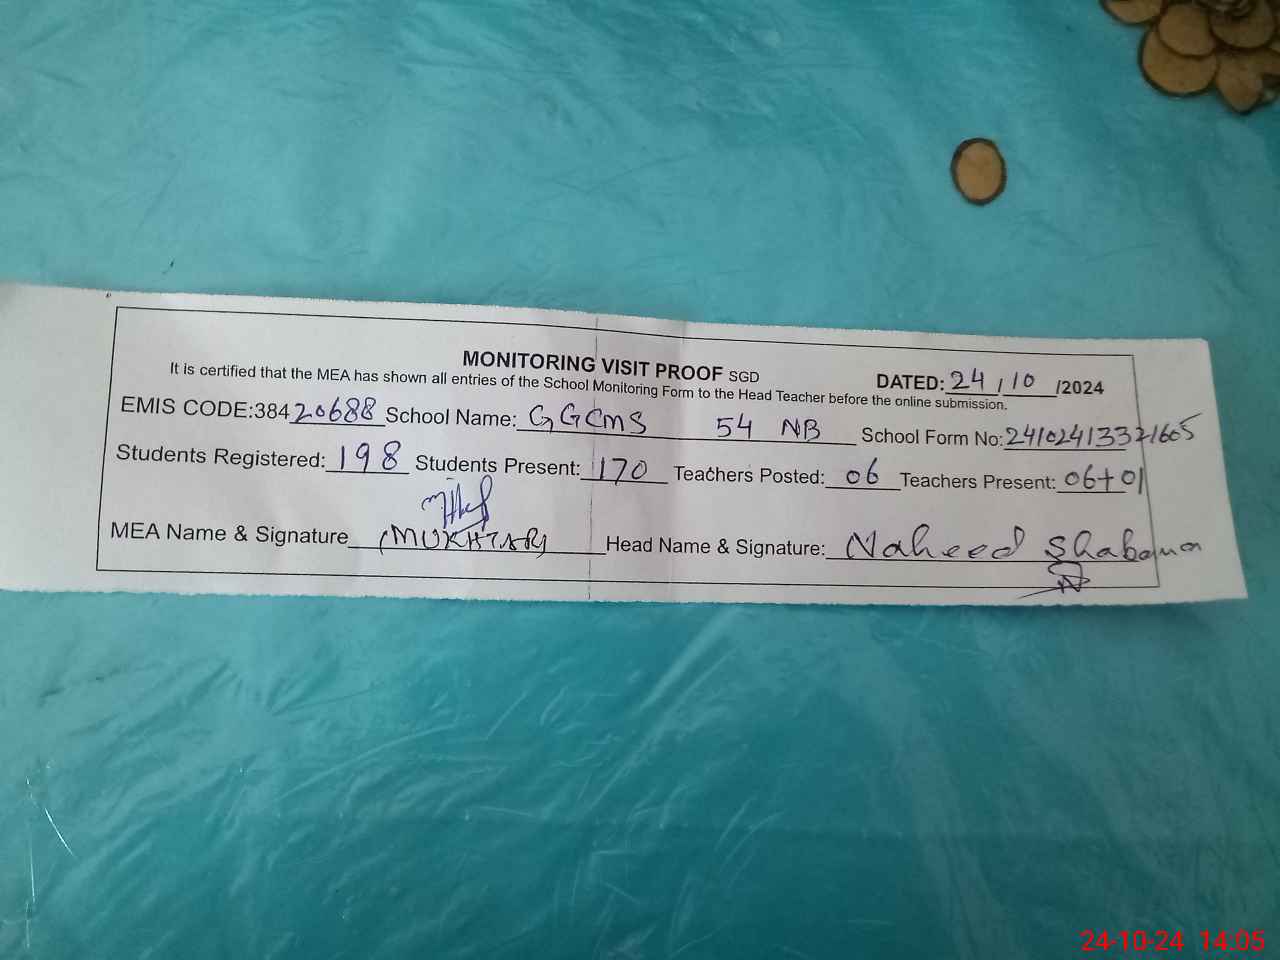 MONITORING VISIT PROOF SGD
DATED: 24/10/2024
It is certified that the MEA has shown all entries of the School Monitoring Form to the Head Teacher before the online submission.
EMIS CODE:38420688 School Name: GGCMS 54 NB School Form No: 24102413321605
Students Registered: 198 Students Present: 170 Teachers Posted: 06 Teachers Present: 06+01
MEA Name & Signature (MUKHTAR) Head Name & Signature: Naheed Shabana
24-10-24 14:05